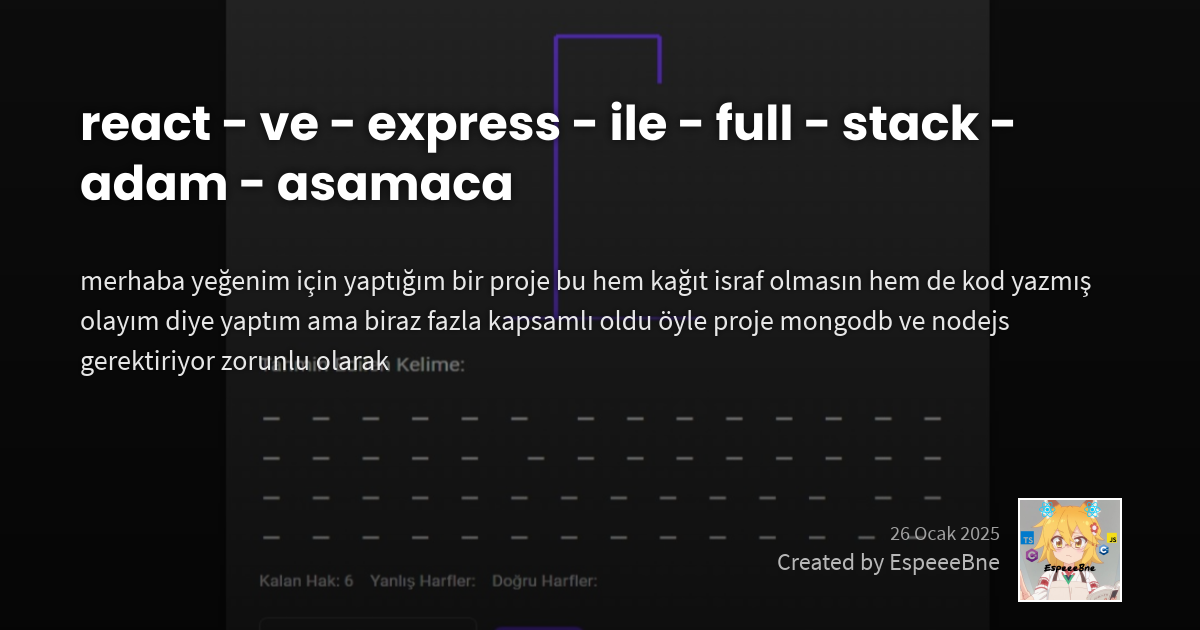 react - ve - express - ile - full - stack -
adam - asamaca
merhaba yeğenim için yaptığım bir proje bu hem kağıt israf olmasın hem de kod yazmış
olayım diye yaptım ama biraz fazla kapsamlı oldu öyle proje mongodb ve nodejs
gerektiriyor zorunlu olarak
Kelime:
26 Ocak 2025
Created by EspeeeBne
TS
JS
EspeeeBne
Kalan Hak: 6 Yanlış Harfler: Doğru Harfler: